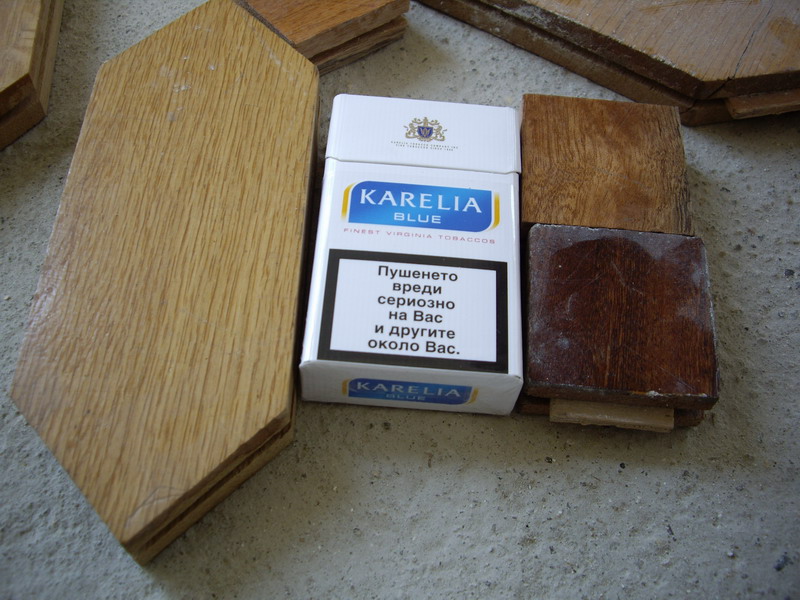 KARELIA
BLUE
FINEST VIRGINIA TOBACCOS
Пушенето
вреди
сериозно
на Вас
и другите
около Вас.
KARELIA
BLUE